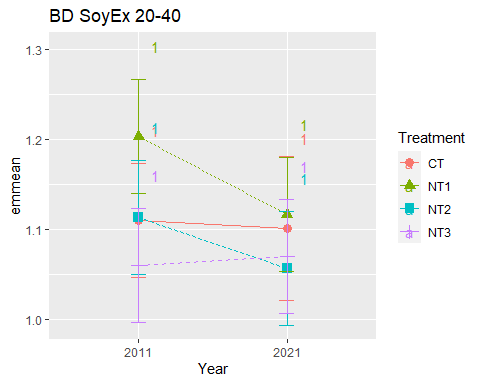 BD SoyEx 20-40
1.3
1.2
1.1
1.0
emmean
1
1
1
1
1
1
1
1
2011
2021
Year
Treatment
a CT
a NT1
a NT2
a NT3